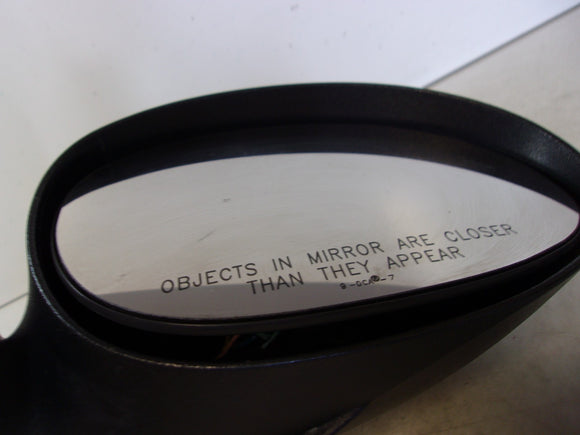 OBJECTS IN MIRROR ARE CLOSER
THAN THEY APPEAR